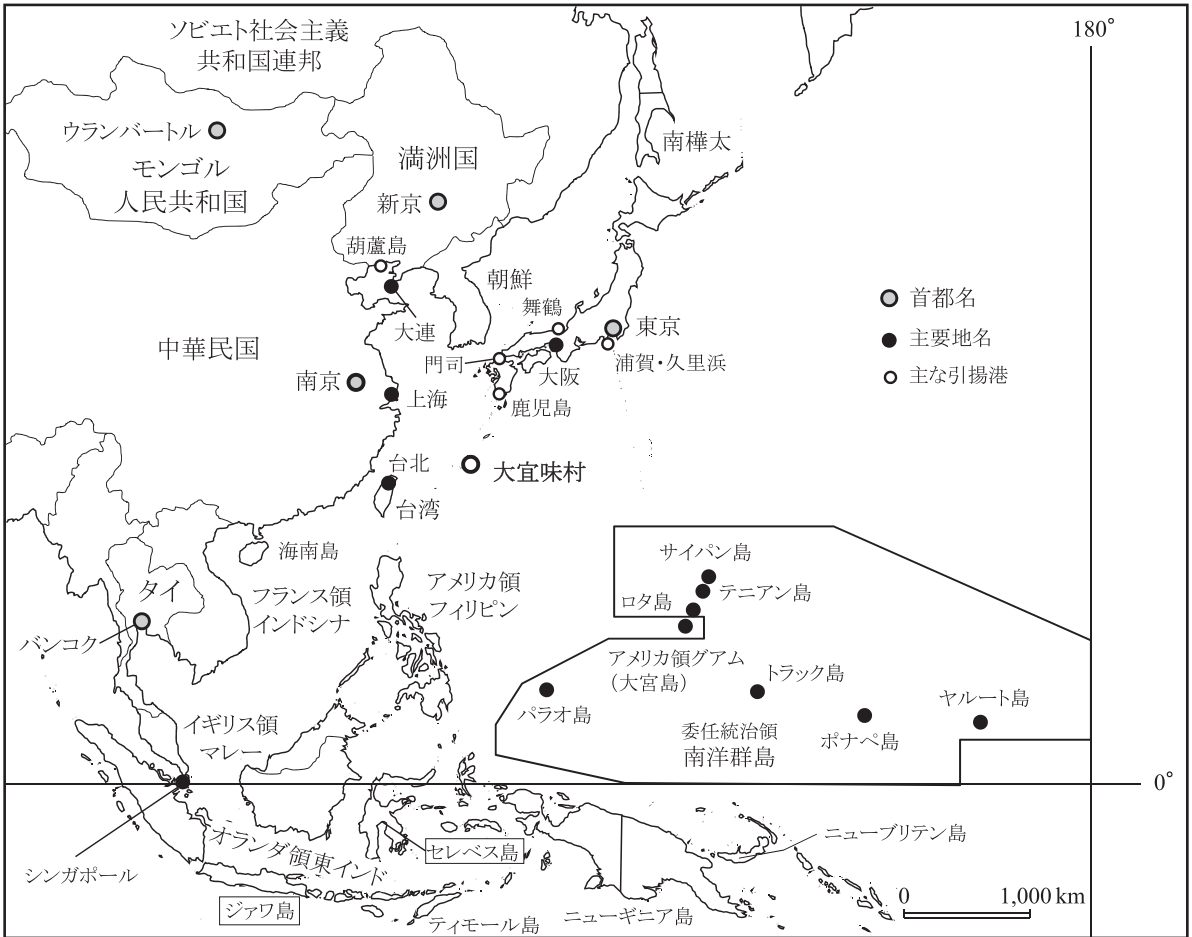 ソビエト社会主義
共和国連邦
180°
ウランバートル
モンゴル
人民共和国
満洲国
新京
南樺太
葫蘆島
朝鮮
大連
舞鶴
東京
首都名
主要地名
主な引揚港
中華民国
門司
大阪
浦賀・久里浜
南京
上海
鹿児島
台北
大宜味村
台湾
海南島
タイ
フランス領
インドシナ
アメリカ領
フィリピン
バンコク
サイパン島
テニアン島
ロタ島
アメリカ領グアム
（大宮島）
トラック島
パラオ島
委任統治領
南洋群島
ポナペ島
ヤルート島
イギリス領
マレー
0°
オランダ領東インド
セレベス島
シンガポール
ジァワ島
ティモール島
ニューギニア島
ニューブリテン島
0 1,000 km